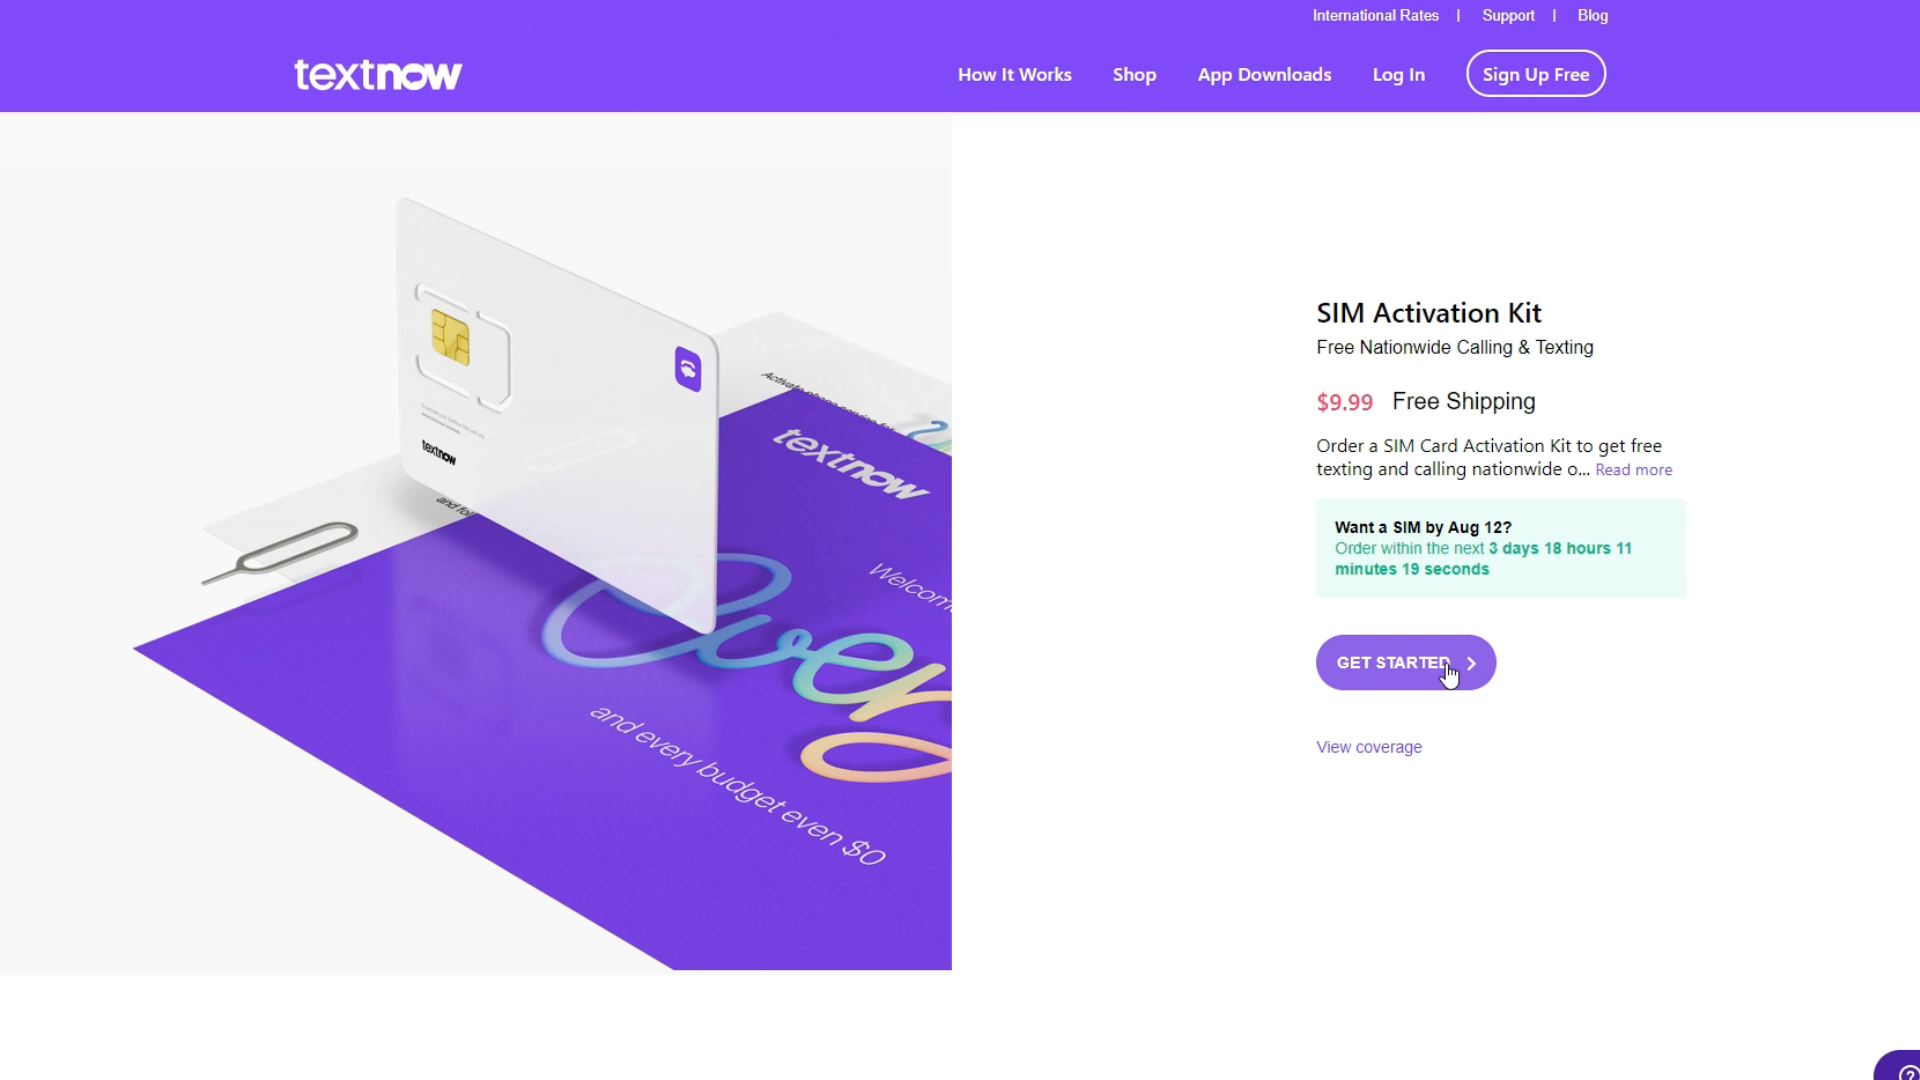 International Rates | Support | Blog
textnow
How It Works Shop App Downloads Log In Sign Up Free
SIM Activation Kit
Free Nationwide Calling & Texting
$9.99 Free Shipping
Order a SIM Card Activation Kit to get free
texting and calling nationwide o... Read more
Want a SIM by Aug 12?
Order within the next 3 days 18 hours 11
minutes 19 seconds
GET STARTED >
View coverage
textnow
and fol
textnow
Welcom
and every budget even $0